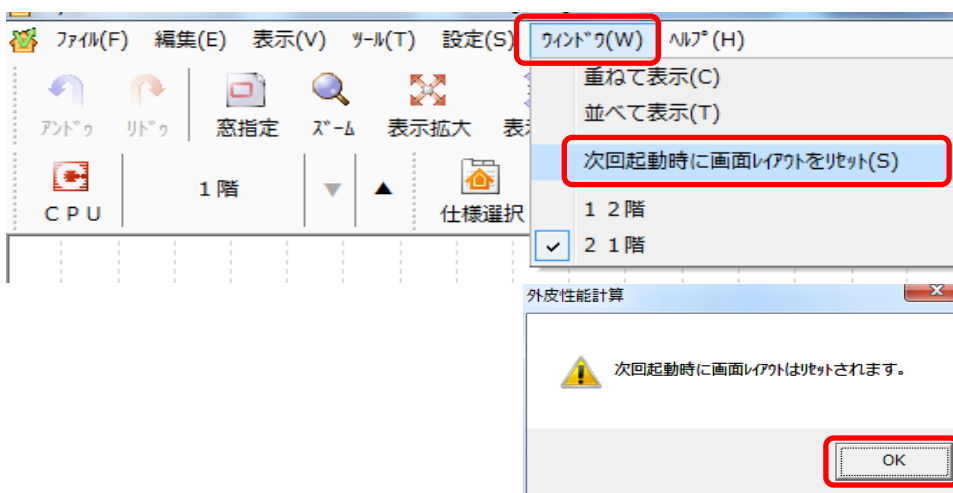 ﾌｧｲﾙ(F) 編集(E) 表示(V) ﾂｰﾙ(T) 設定(S) ｳｨﾝﾄﾞｳ(W) ﾍﾙﾌﾟ(H)
重ねて表示(C)
並べて表示(T)
ｱﾝﾄﾞｩ ﾘﾄﾞｩ 窓指定 ｽﾞｰﾑ 表示拡大
次回起動時に画面ﾚｲｱｳﾄをﾘｾｯﾄ(S)
ＣＰＵ 1階 ▼ ▲ 仕様選択
１ ２階
２ １階
外皮性能計算
次回起動時に画面ﾚｲｱｳﾄはﾘｾｯﾄされます。
OK